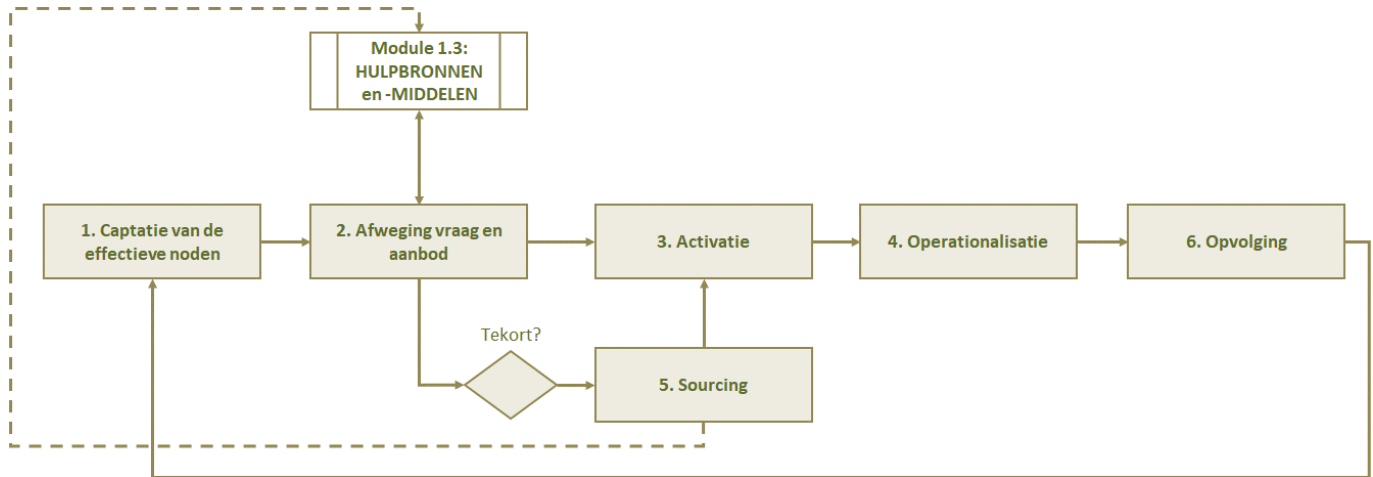 Module 1.3:
HULPBRONNEN
en -MIDDELEN
1. Captatie van de
effectieve noden
2. Afweging vraag en
aanbod
3. Activatie
4. Operationalisatie
6. Opvolging
Tekort?
5. Sourcing